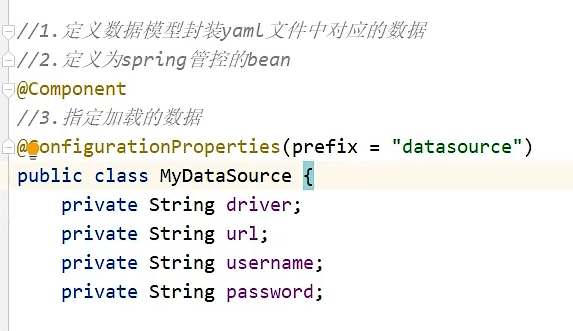 //1.定义数据模型封装yaml文件中对应的数据
//2.定义为spring管控的bean
@Component
//3.指定加载的数据
@ConfigurationProperties(prefix = "datasource")
public class MyDataSource {
    private String driver;
    private String url;
    private String username;
    private String password;